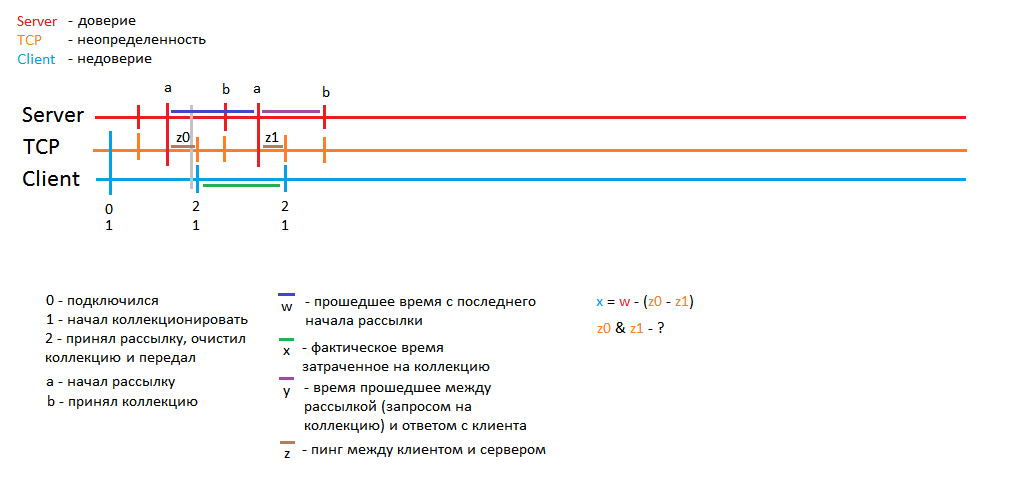 Server - доверие
TCP - неопределенность
Client - недоверие
a b a b
Server
z0 z1
TCP
Client
0 2 2
1 1 1
0 - подключился
1 - начал коллекционировать
2 - принял рассылку, очистил
коллекцию и передал
a - начал рассылку
b - принял коллекцию
w - прошедшее время с последнего
начала рассылки
x - фактическое время
затраченное на коллекцию
y - время прошедшее между
рассылкой (запросом на
коллекцию) и ответом с клиента
z - пинг между клиентом и сервером
x = w - (z0 - z1)
z0 & z1 - ?